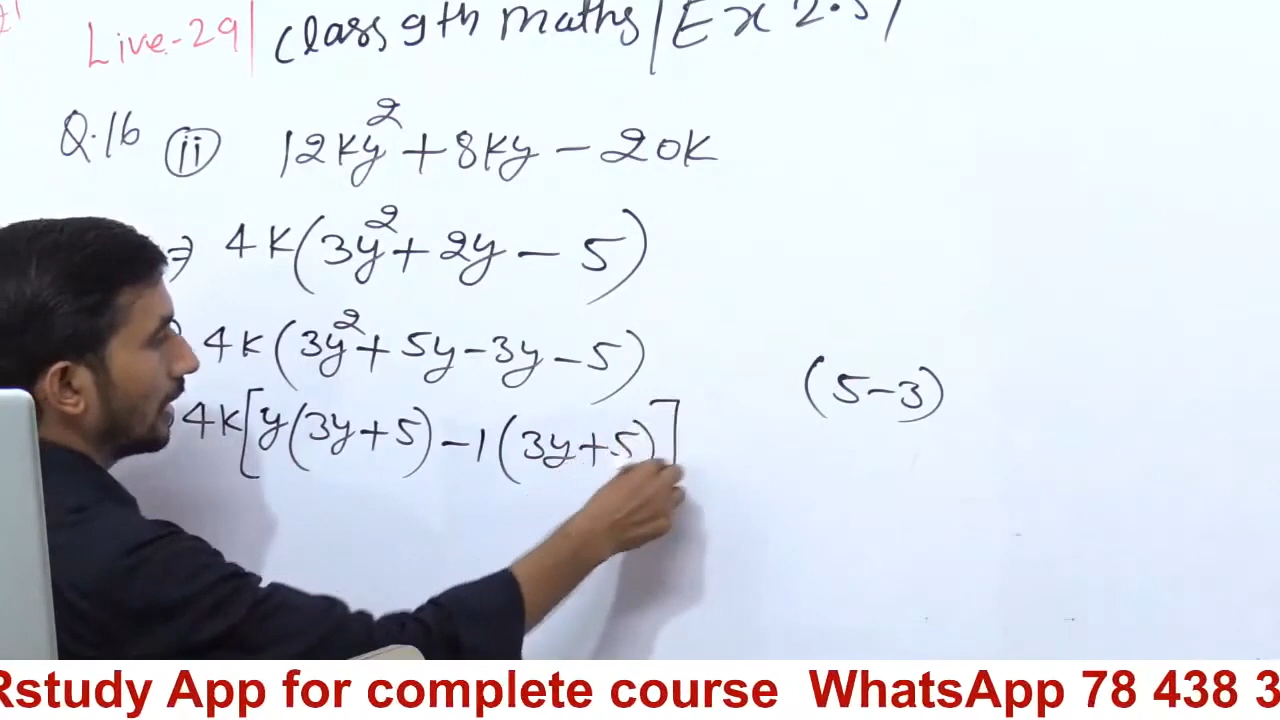 Live-29| Class 9th maths | Ex 2.5/
Q.16 (ii) 12ky² + 8ky - 20k
⇒ 4k(3y² + 2y - 5)
4k(3y² + 5y - 3y - 5)
(5-3)
4k[y(3y+5) - 1(3y+5)]
Rstudy App for complete course WhatsApp 78 438 3